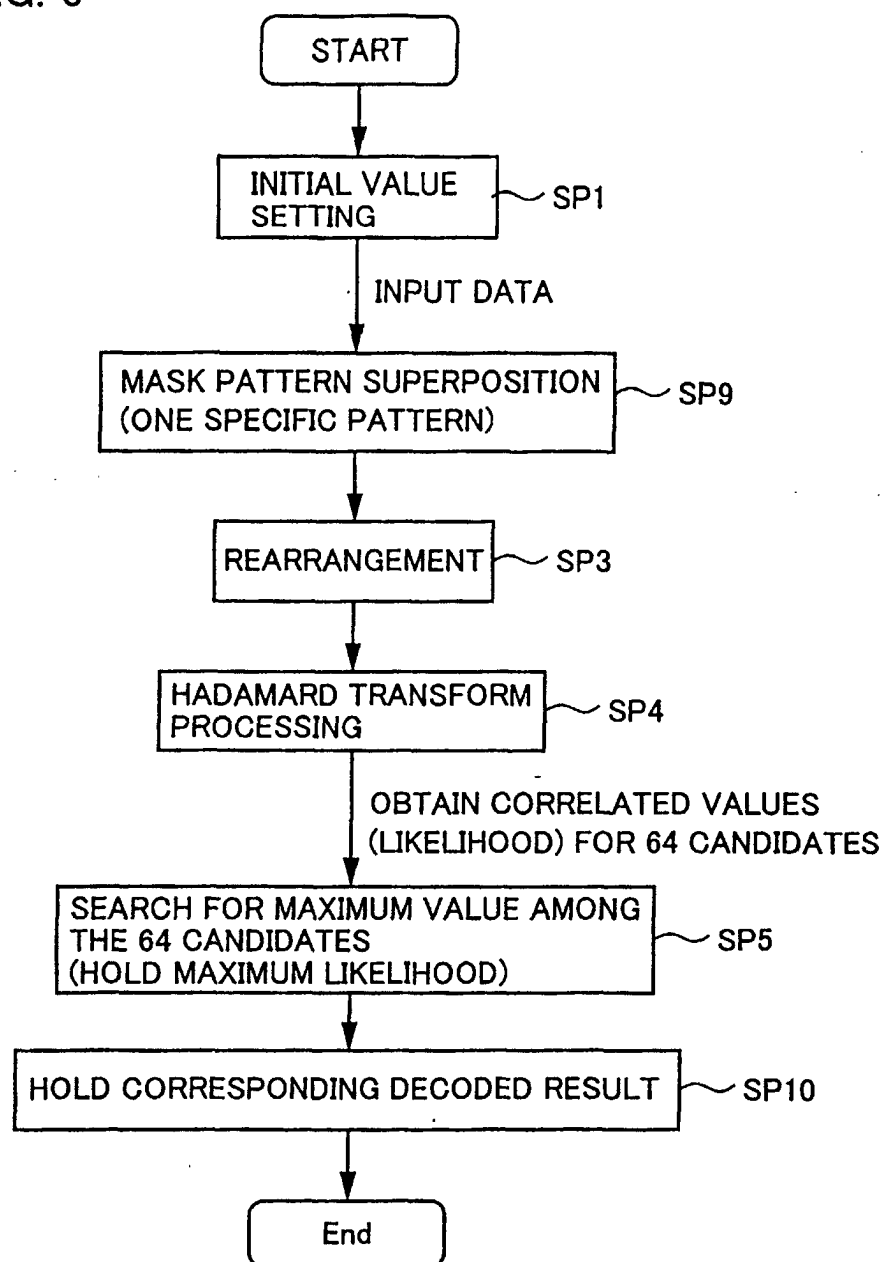 START
INITIAL VALUE
SETTING
SP1
INPUT DATA
MASK PATTERN SUPERPOSITION
(ONE SPECIFIC PATTERN)
SP9
REARRANGEMENT
SP3
HADAMARD TRANSFORM
PROCESSING
SP4
OBTAIN CORRELATED VALUES
(LIKELIHOOD) FOR 64 CANDIDATES
SEARCH FOR MAXIMUM VALUE AMONG
THE 64 CANDIDATES
(HOLD MAXIMUM LIKELIHOOD)
SP5
HOLD CORRESPONDING DECODED RESULT
SP10
End